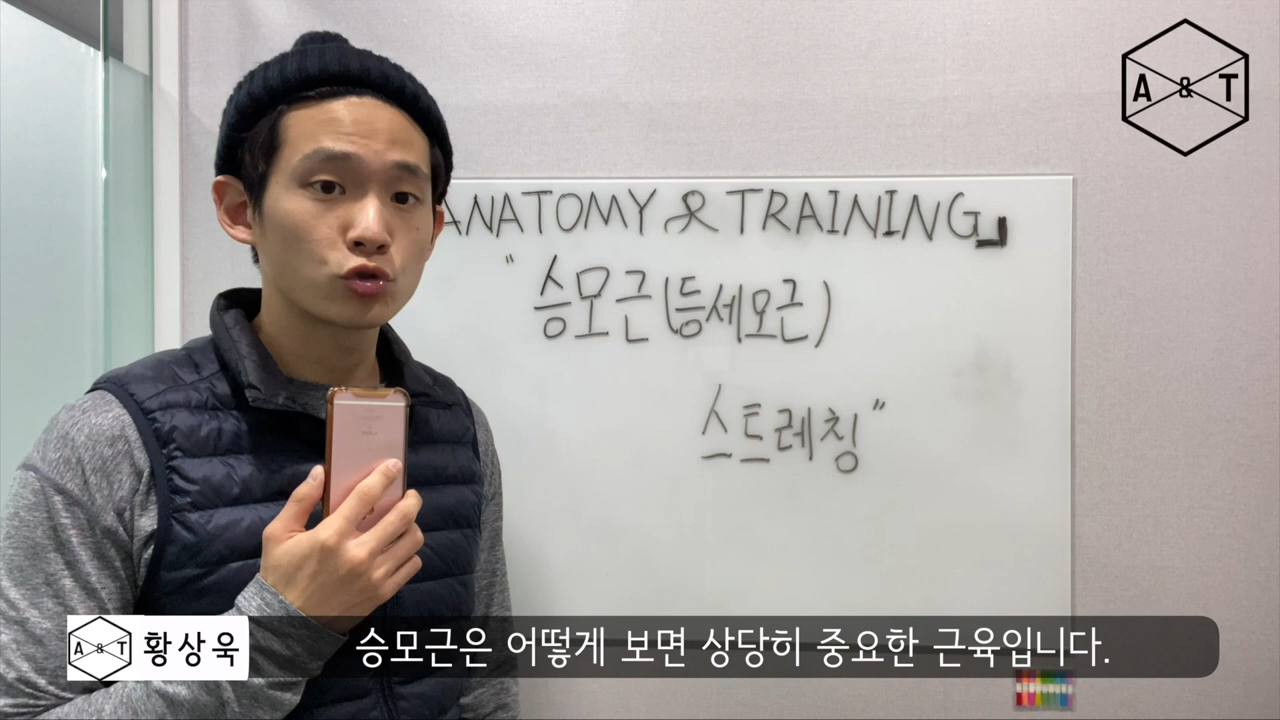 A & T
ANATOMY & TRAINING」
"승모근(등세모근)
스트레칭"
A & T 황상욱
승모근은 어떻게 보면 상당히 중요한 근육입니다.